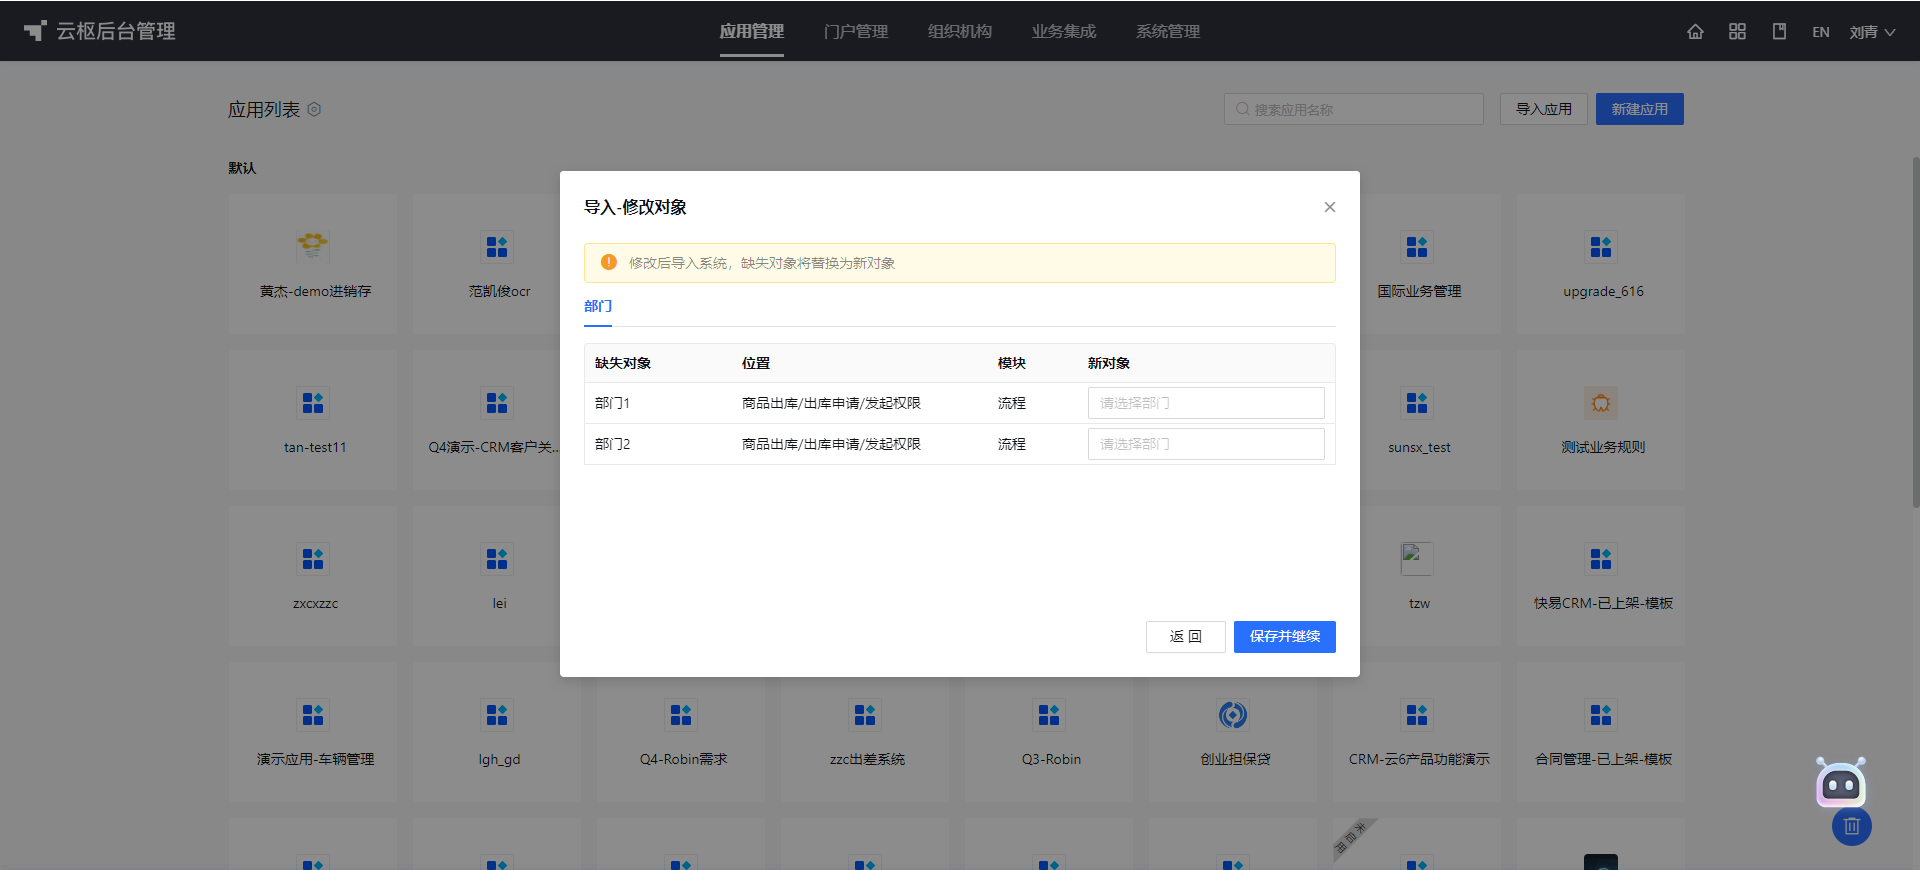 云枢后台管理
应用管理 门户管理 组织机构 业务集成 系统管理
EN 刘青
应用列表
搜索应用名称
导入应用 新建应用
默认
黄杰-demo进销存 范凯俊ocr 国际业务管理 upgrade_616
导入-修改对象
修改后导入系统，缺失对象将替换为新对象
部门
缺失对象 位置 模块 新对象
部门1 商品出库/出库申请/发起权限 流程 请选择部门
部门2 商品出库/出库申请/发起权限 流程 请选择部门
返 回 保存并继续
tan-test11 Q4演示-CRM客户关... sunsx_test 测试业务规则
zxcxzzc lei tzw 快易CRM-已上架-模板
演示应用-车辆管理 lgh_gd Q4-Robin需求 zzc出差系统 Q3-Robin 创业担保贷 CRM-云6产品功能演示 合同管理-已上架-模板
未启用